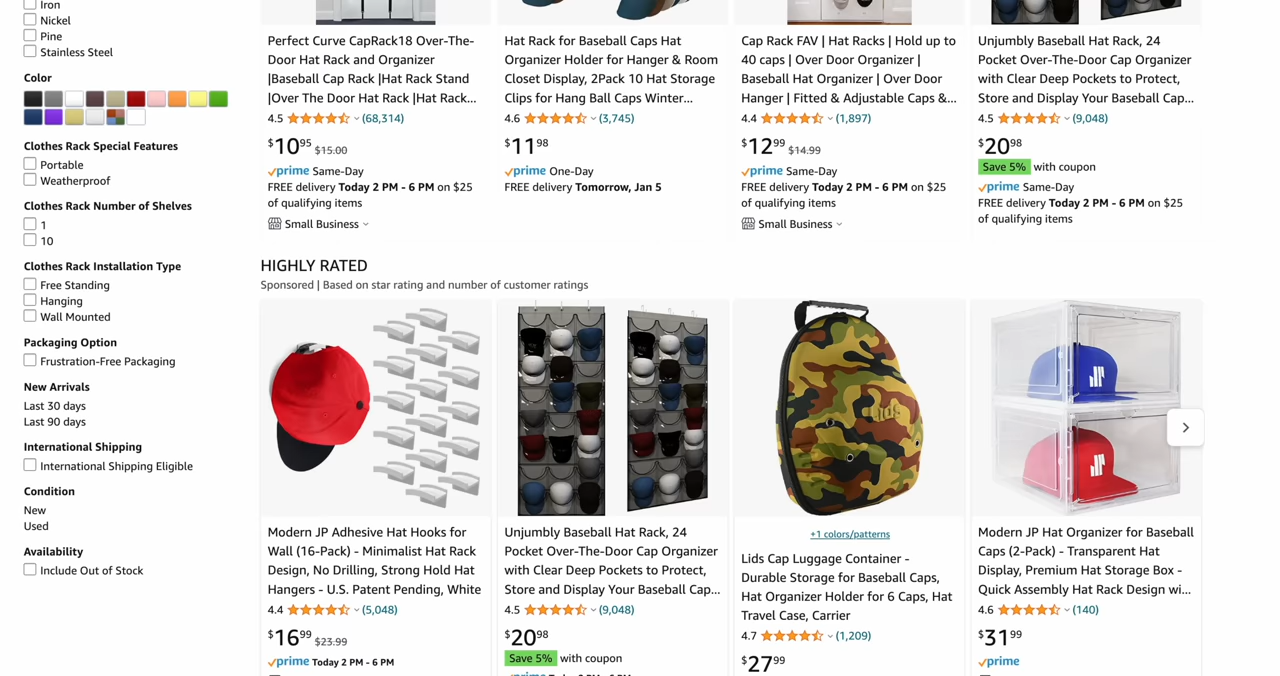 Iron
Nickel
Pine
Stainless Steel
Color
Clothes Rack Special Features
Portable
Weatherproof
Clothes Rack Number of Shelves
1
10
Clothes Rack Installation Type
Free Standing
Hanging
Wall Mounted
Packaging Option
Frustration-Free Packaging
New Arrivals
Last 30 days
Last 90 days
International Shipping
International Shipping Eligible
Condition
New
Used
Availability
Include Out of Stock
Perfect Curve CapRack18 Over-The-
Door Hat Rack and Organizer
|Baseball Cap Rack |Hat Rack Stand
|Over The Door Hat Rack |Hat Rack...
4.5 (68,314)
$10.95 $15.00
prime Same-Day
FREE delivery Today 2 PM - 6 PM on $25
of qualifying items
Small Business
Hat Rack for Baseball Caps Hat
Organizer Holder for Hanger & Room
Closet Display, 2Pack 10 Hat Storage
Clips for Hang Ball Caps Winter...
4.6 (3,745)
$11.98
prime One-Day
FREE delivery Tomorrow, Jan 5
Cap Rack FAV | Hat Racks | Hold up to
40 caps | Over Door Organizer |
Baseball Hat Organizer | Over Door
Hanger | Fitted & Adjustable Caps &...
4.4 (1,897)
$12.99 $14.99
prime Same-Day
FREE delivery Today 2 PM - 6 PM on $25
of qualifying items
Small Business
Unjumbly Baseball Hat Rack, 24
Pocket Over-The-Door Cap Organizer
with Clear Deep Pockets to Protect,
Store and Display Your Baseball Cap...
4.5 (9,048)
$20.98
Save 5% with coupon
prime Same-Day
FREE delivery Today 2 PM - 6 PM on $25
of qualifying items
HIGHLY RATED
Sponsored | Based on star rating and number of customer ratings
Modern JP Adhesive Hat Hooks for
Wall (16-Pack) - Minimalist Hat Rack
Design, No Drilling, Strong Hold Hat
Hangers - U.S. Patent Pending, White
4.4 (5,048)
$16.99 $23.99
prime Today 2 PM - 6 PM
Unjumbly Baseball Hat Rack, 24
Pocket Over-The-Door Cap Organizer
with Clear Deep Pockets to Protect,
Store and Display Your Baseball Cap...
4.5 (9,048)
$20.98
Save 5% with coupon
lids
+1 colors/patterns
Lids Cap Luggage Container -
Durable Storage for Baseball Caps,
Hat Organizer Holder for 6 Caps, Hat
Travel Case, Carrier
4.7 (1,209)
$27.99
Modern JP Hat Organizer for Baseball
Caps (2-Pack) - Transparent Hat
Display, Premium Hat Storage Box -
Quick Assembly Hat Rack Design wi...
4.6 (140)
$31.99
prime